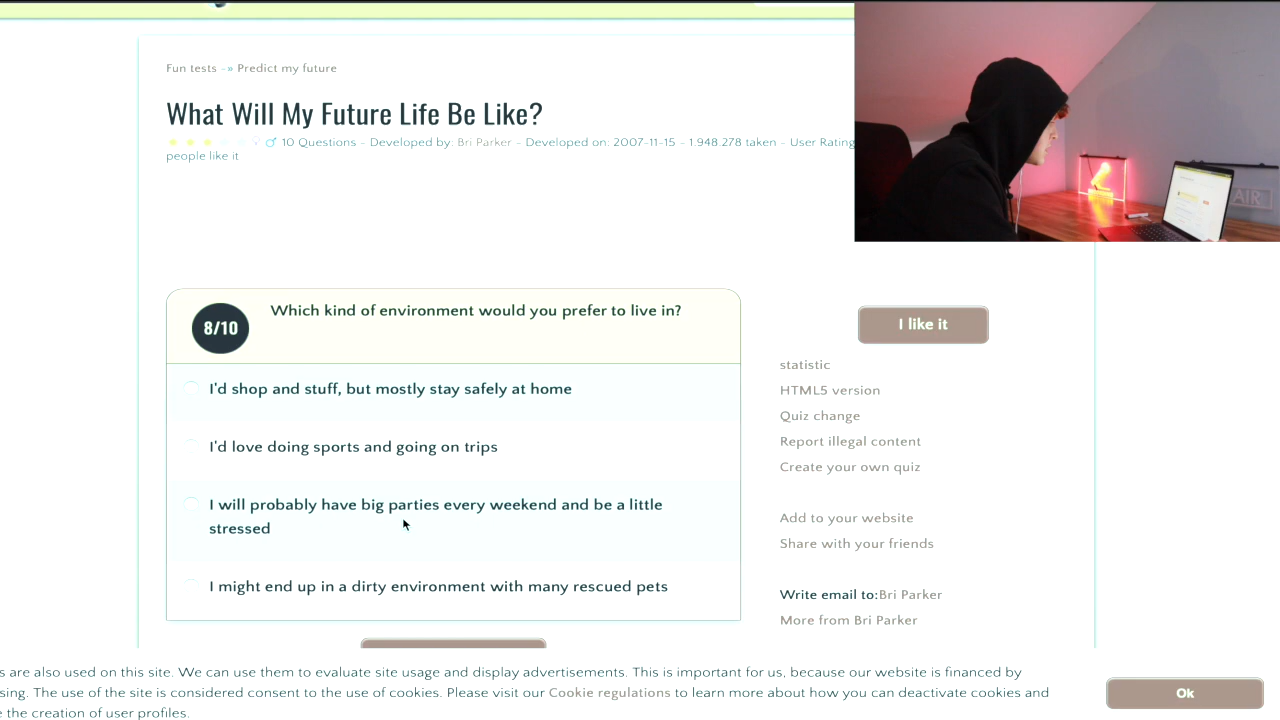 Fun tests -» Predict my future
What Will My Future Life Be Like?
10 Questions - Developed by: Bri Parker - Developed on: 2007-11-15 - 1.948.278 taken - User Rating
people like it
8/10
Which kind of environment would you prefer to live in?
I'd shop and stuff, but mostly stay safely at home
I'd love doing sports and going on trips
I will probably have big parties every weekend and be a little
stressed
I might end up in a dirty environment with many rescued pets
AIR
I like it
statistic
HTML5 version
Quiz change
Report illegal content
Create your own quiz
Add to your website
Share with your friends
Write email to:Bri Parker
More from Bri Parker
s are also used on this site. We can use them to evaluate site usage and display advertisements. This is important for us, because our website is financed by
sing. The use of the site is considered consent to the use of cookies. Please visit our Cookie regulations to learn more about how you can deactivate cookies and
e the creation of user profiles.
Ok